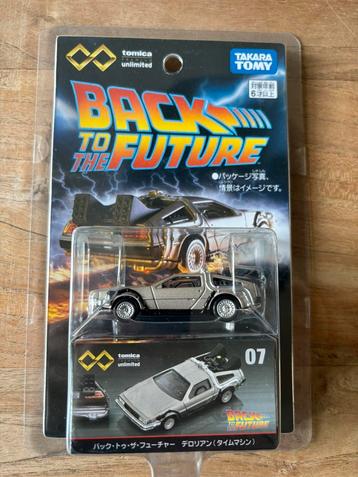 tomica
premium
unlimited
TAKARA
TOMY
対象年齢
6才以上
BACK
TO
THE FUTURE
●パッケージ写真、
情景はイメージです。
tomica
premium
unlimited
07
BACK
TO THE FUTURE
バック・トゥ・ザ・フューチャー デロリアン(タイムマシン)